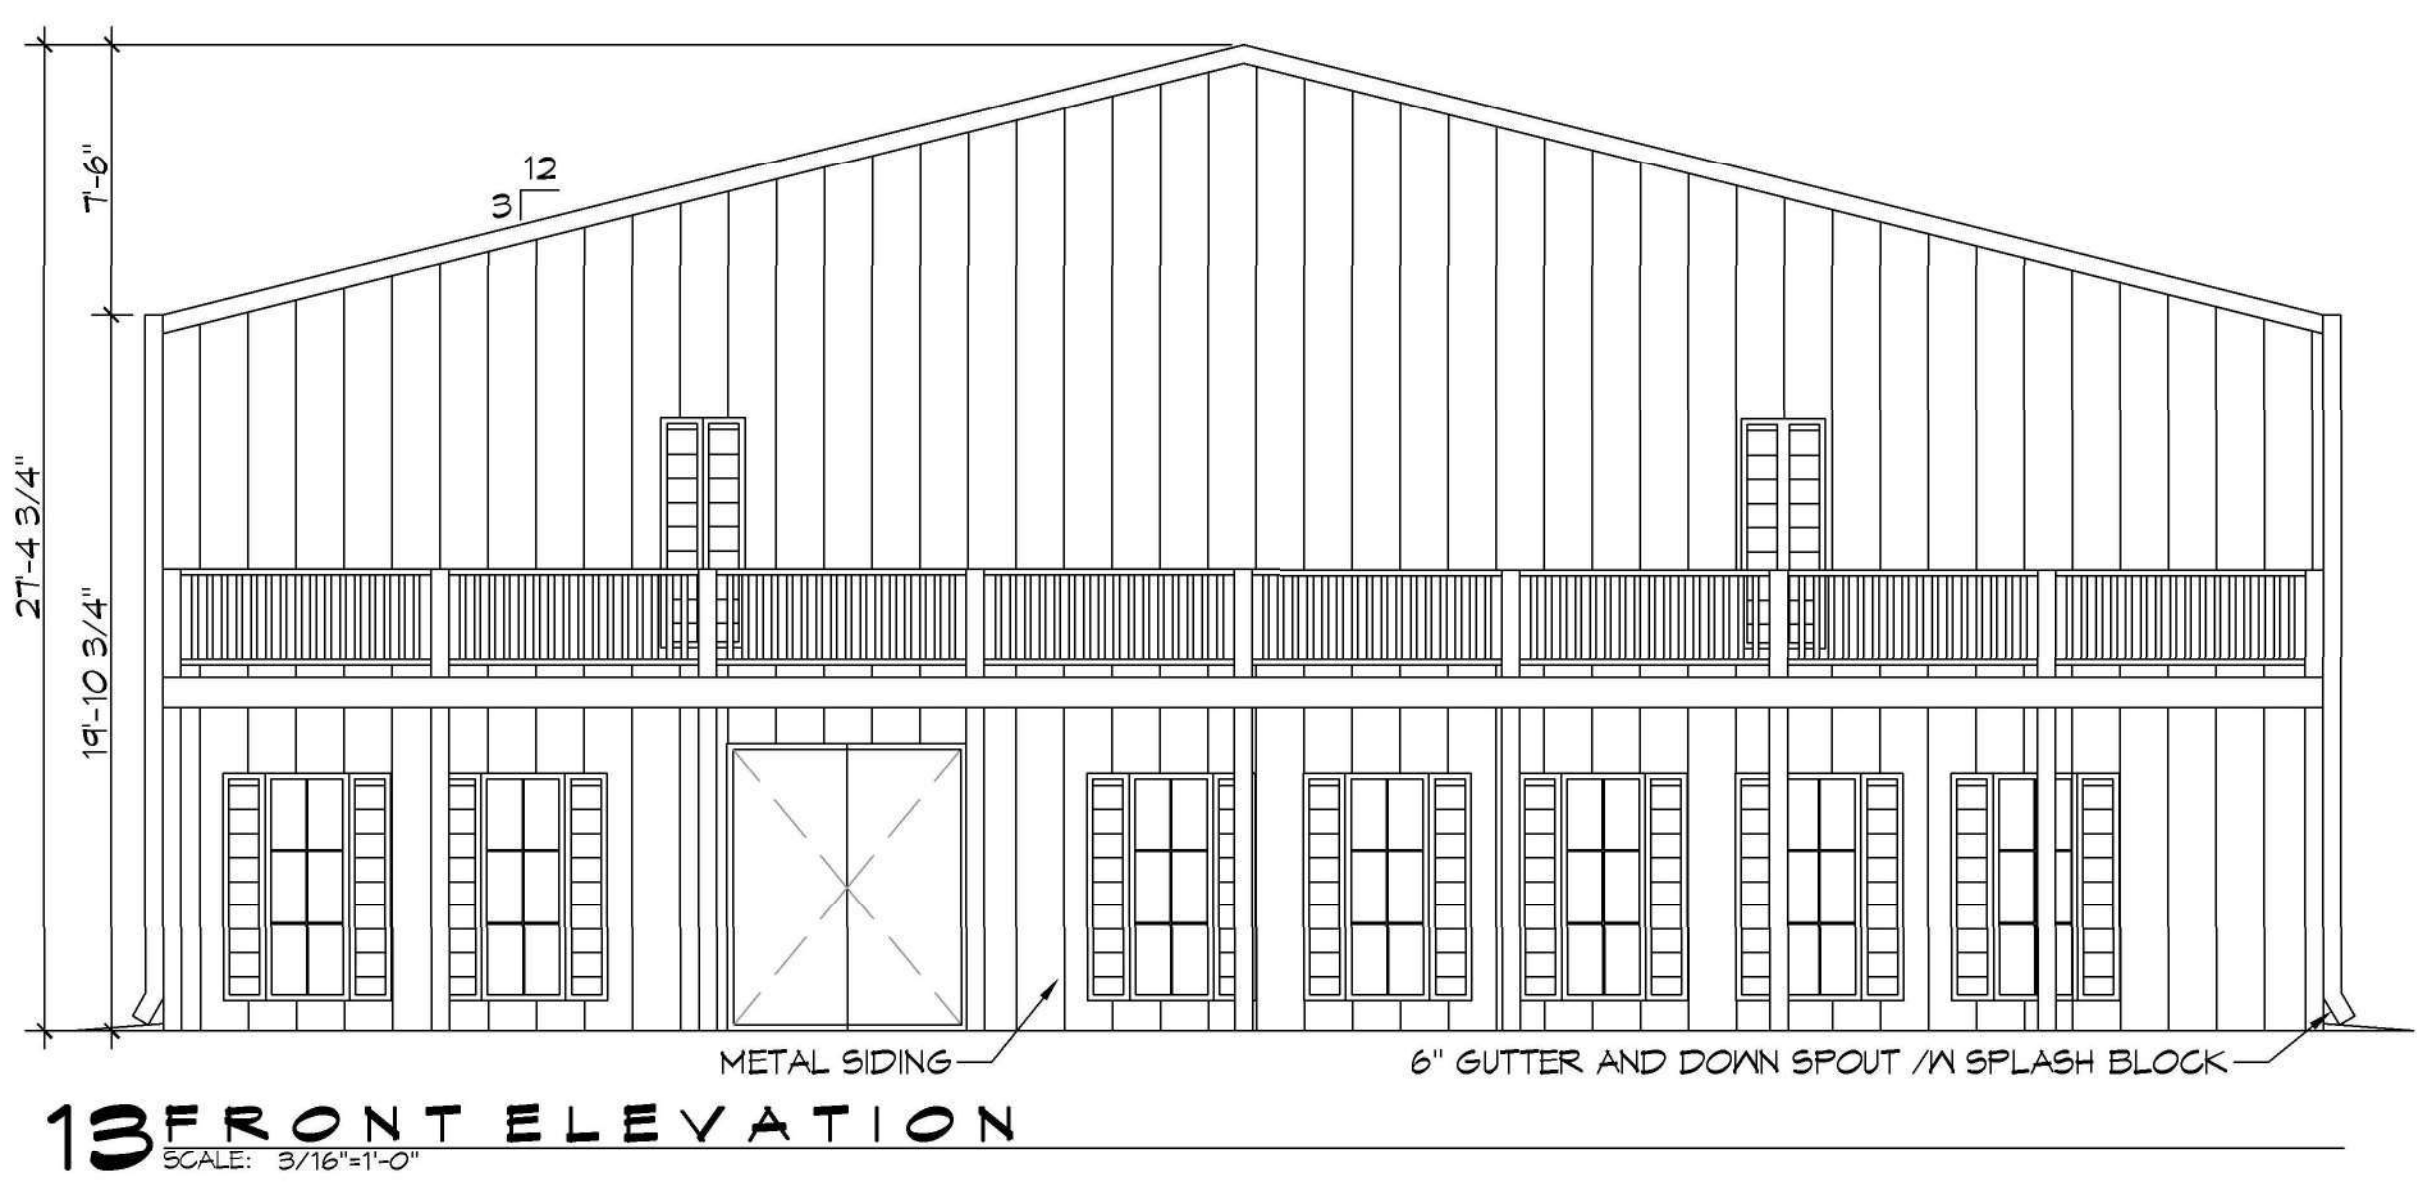 7'-6"
12
3
27'-4 3/4"
19'-10 3/4"
METAL SIDING
6" GUTTER AND DOWN SPOUT /W SPLASH BLOCK
13 FRONT ELEVATION
SCALE: 3/16"=1'-0"